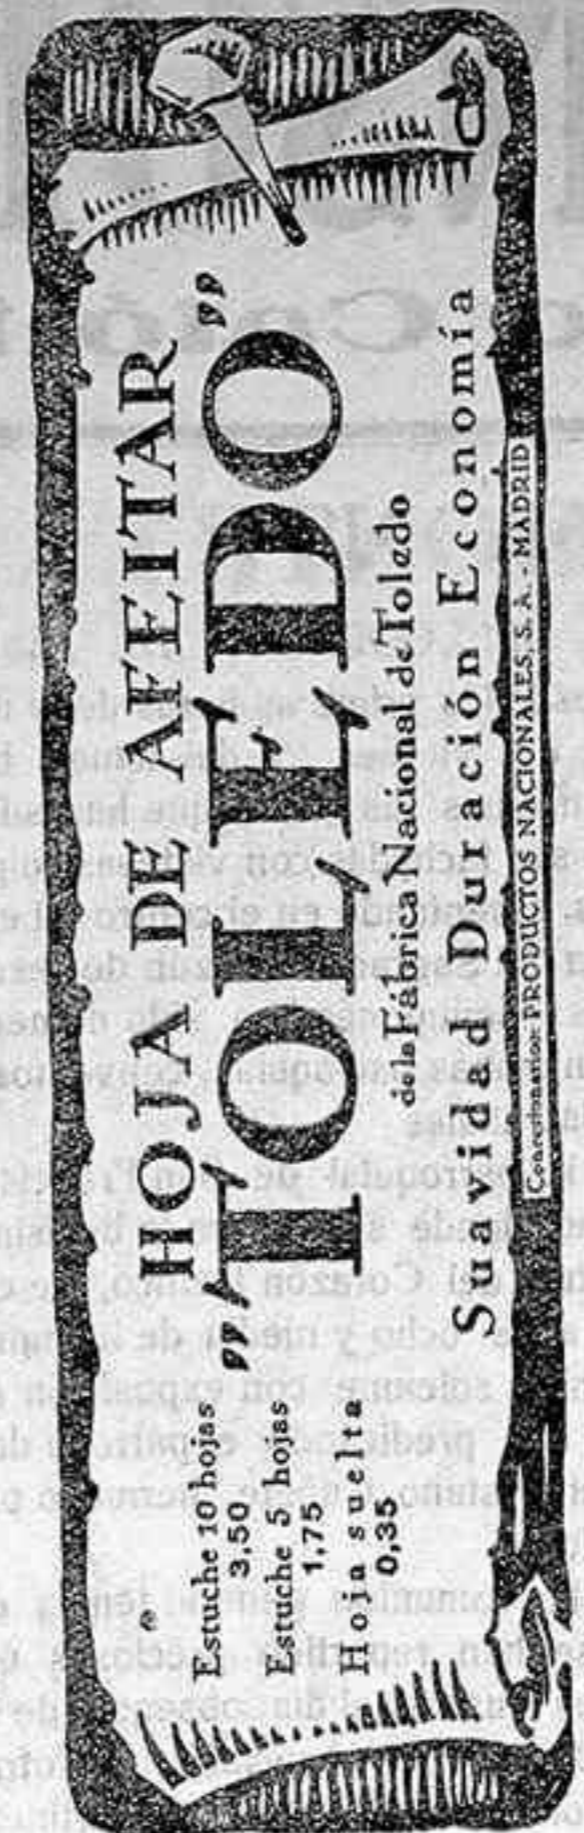 HOJA DE AFEITAR
"TOLEDO"
de la Fábrica Nacional de Toledo
Suavidad Duración Economía
Concesionarios: PRODUCTOS NACIONALES, S. A. - MADRID
Estuche 10 hojas
3,50
Estuche 5 hojas
1,75
Hoja suelta
0,35